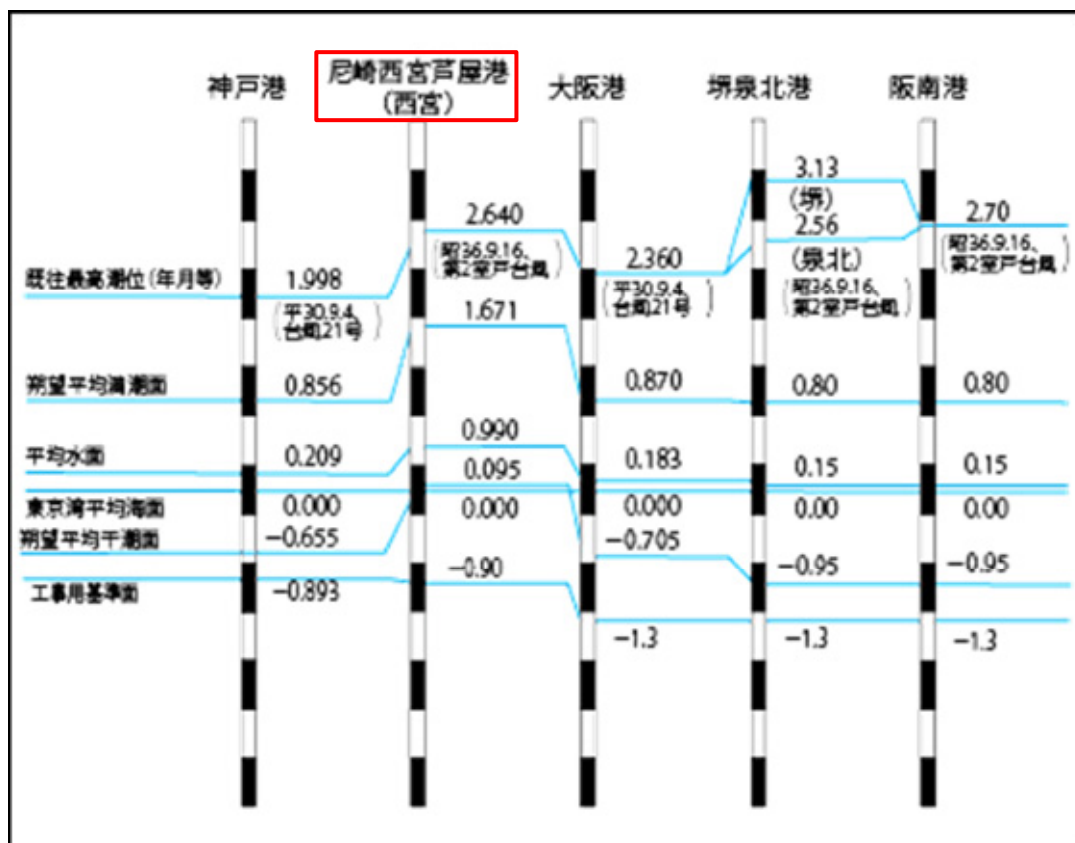 神戸港
尼崎西宮芦屋港
(西宮)
大阪港
堺泉北港
阪南港
既往最高潮位(年月等)
1.998
(平30.9.4、
台風21号)
2.640
(昭36.9.16、
第2室戸台風)
2.360
(平30.9.4、
台風21号)
3.13
(堺)
2.56
(泉北)
(昭36.9.16、
第2室戸台風)
2.70
(昭36.9.16、
第2室戸台風)
朔望平均満潮面
0.856
1.671
0.870
0.80
0.80
平均水面
0.209
0.990
0.183
0.15
0.15
東京湾平均海面
0.000
0.000
0.000
0.00
0.00
朔望平均干潮面
-0.655
0.095
-0.705
-0.95
-0.95
工事用基準面
-0.893
-0.90
-1.3
-1.3
-1.3